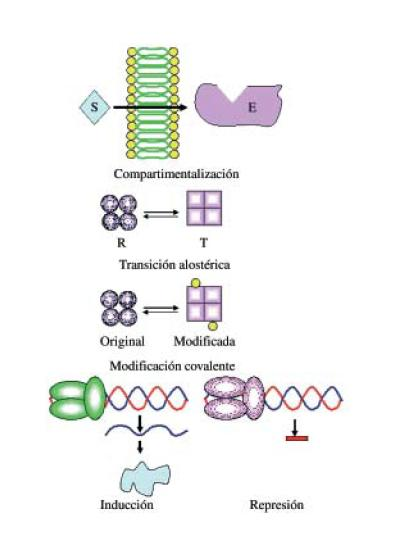 S
E
Compartimentalización
R T
Transición alostérica
Original Modificada
Modificación covalente
Inducción Represión